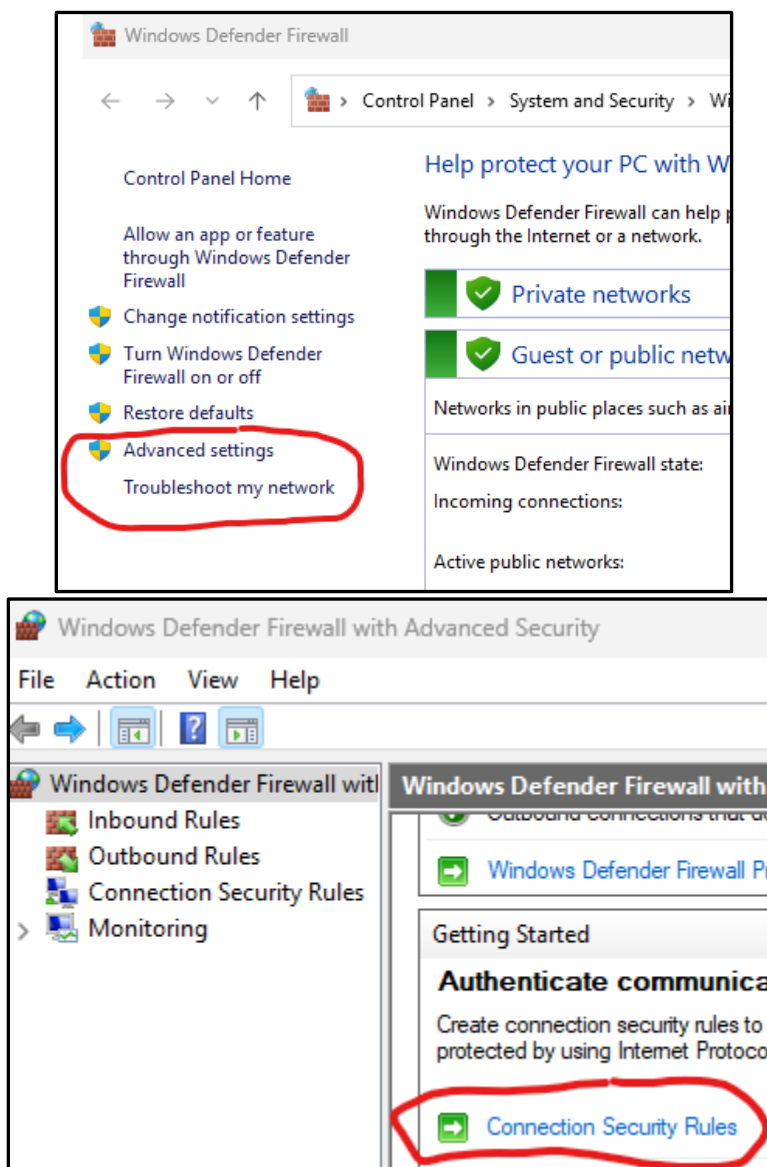 Windows Defender Firewall
Control Panel > System and Security >
Control Panel Home
Allow an app or feature
through Windows Defender
Firewall
Change notification settings
Turn Windows Defender
Firewall on or off
Restore defaults
Advanced settings
Troubleshoot my network
Help protect your PC with W
Windows Defender Firewall can help
through the Internet or a network.
Private networks
Guest or public netw
Networks in public places such as ai
Windows Defender Firewall state:
Incoming connections:
Active public networks:
Windows Defender Firewall with Advanced Security
File Action View Help
Windows Defender Firewall with
Inbound Rules
Outbound Rules
Connection Security Rules
Monitoring
Windows Defender Firewall with
Outbound connections that do
Windows Defender Firewall Pr
Getting Started
Authenticate communica
Create connection security rules to
protected by using Internet Protoco
Connection Security Rules